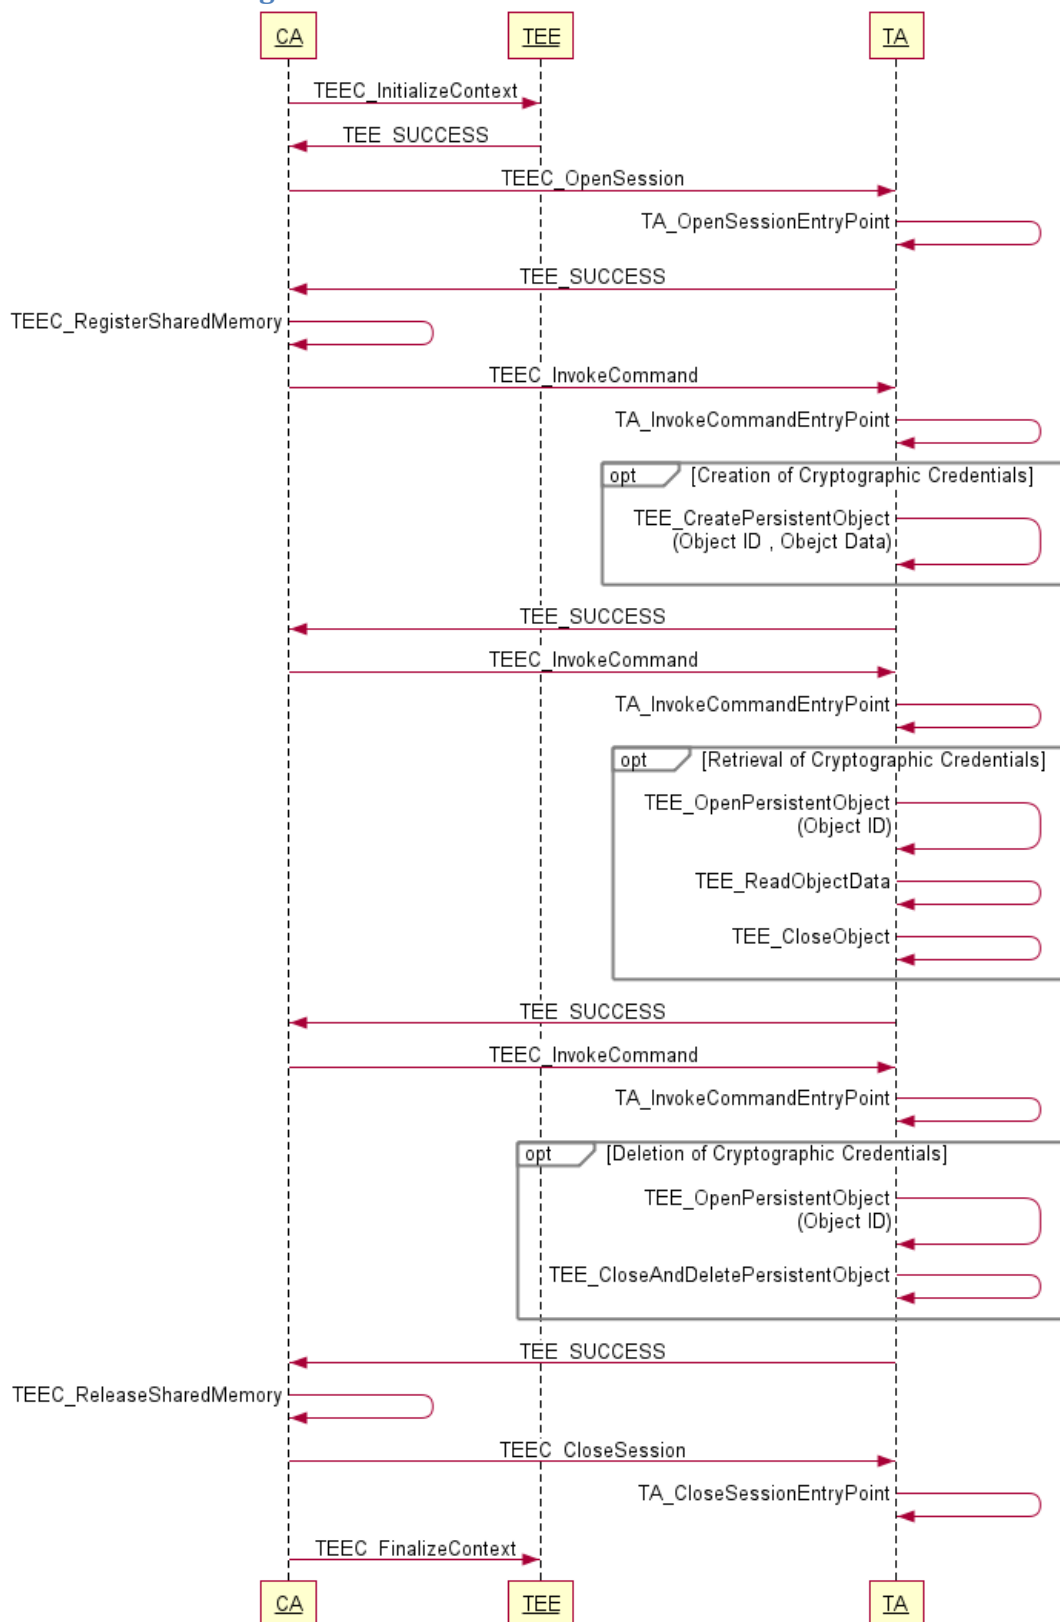 CA TEE TA
TEEC_InitializeContext
TEE_SUCCESS
TEEC_OpenSession
TA_OpenSessionEntryPoint
TEE_SUCCESS
TEEC_RegisterSharedMemory
TEEC_InvokeCommand
TA_InvokeCommandEntryPoint
opt [Creation of Cryptographic Credentials]
TEE_CreatePersistentObject
(Object ID , Obejct Data)
TEE_SUCCESS
TEEC_InvokeCommand
TA_InvokeCommandEntryPoint
opt [Retrieval of Cryptographic Credentials]
TEE_OpenPersistentObject
(Object ID)
TEE_ReadObjectData
TEE_CloseObject
TEE_SUCCESS
TEEC_InvokeCommand
TA_InvokeCommandEntryPoint
opt [Deletion of Cryptographic Credentials]
TEE_OpenPersistentObject
(Object ID)
TEE_CloseAndDeletePersistentObject
TEE_SUCCESS
TEEC_ReleaseSharedMemory
TEEC_CloseSession
TA_CloseSessionEntryPoint
TEEC_FinalizeContext
CA TEE TA